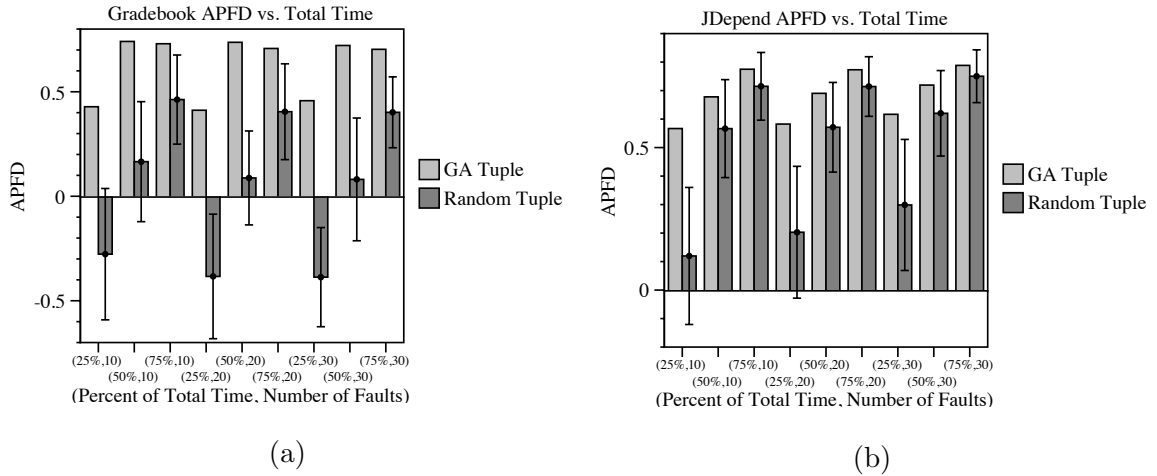 Gradebook APFD vs. Total Time
APFD
0.5
0
-0.5
(25%,10) (75%,10) (50%,20) (25%,30) (75%,30)
(50%,10) (25%,20) (75%,20) (50%,30)
(Percent of Total Time, Number of Faults)
GA Tuple
Random Tuple
(a)
JDepend APFD vs. Total Time
APFD
0.5
0
(25%,10) (75%,10) (50%,20) (25%,30) (75%,30)
(50%,10) (25%,20) (75%,20) (50%,30)
(Percent of Total Time, Number of Faults)
GA Tuple
Random Tuple
(b)